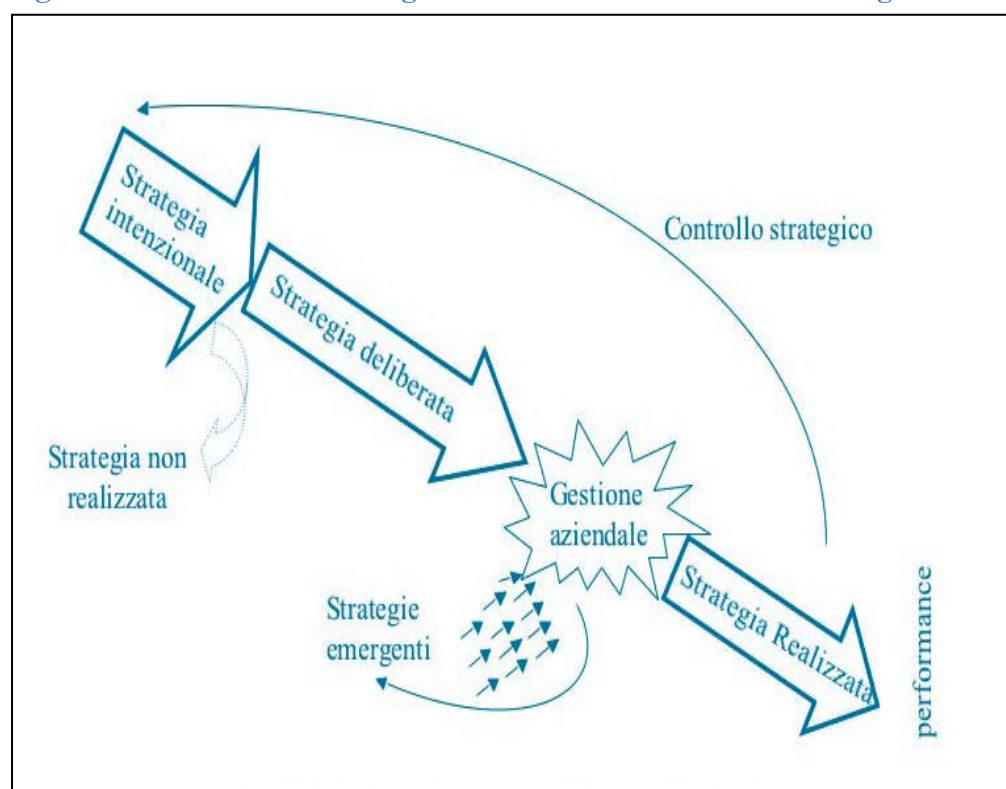 Strategia
intenzionale
Controllo strategico
Strategia deliberata
Strategia non
realizzata
Gestione
aziendale
Strategie
emergenti
Strategia Realizzata
performance